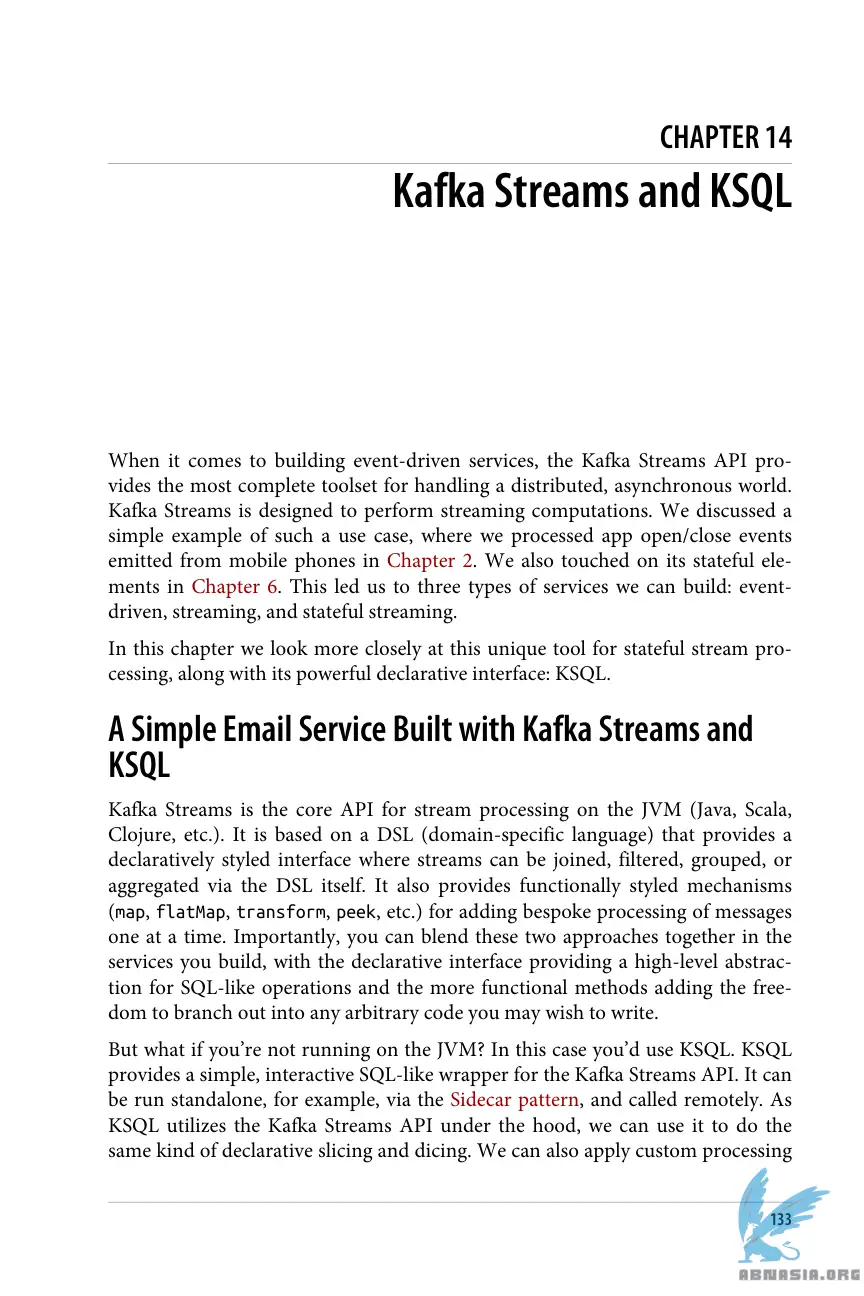 CHAPTER 14
Kafka Streams and KSQL
When it comes to building event-driven services, the Kafka Streams API pro-
vides the most complete toolset for handling a distributed, asynchronous world.
Kafka Streams is designed to perform streaming computations. We discussed a
simple example of such a use case, where we processed app open/close events
emitted from mobile phones in Chapter 2. We also touched on its stateful ele-
ments in Chapter 6. This led us to three types of services we can build: event-
driven, streaming, and stateful streaming.
In this chapter we look more closely at this unique tool for stateful stream pro-
cessing, along with its powerful declarative interface: KSQL.
A Simple Email Service Built with Kafka Streams and
KSQL
Kafka Streams is the core API for stream processing on the JVM (Java, Scala,
Clojure, etc.). It is based on a DSL (domain-specific language) that provides a
declaratively styled interface where streams can be joined, filtered, grouped, or
aggregated via the DSL itself. It also provides functionally styled mechanisms
(map, flatMap, transform, peek, etc.) for adding bespoke processing of messages
one at a time. Importantly, you can blend these two approaches together in the
services you build, with the declarative interface providing a high-level abstrac-
tion for SQL-like operations and the more functional methods adding the free-
dom to branch out into any arbitrary code you may wish to write.
But what if you’re not running on the JVM? In this case you’d use KSQL. KSQL
provides a simple, interactive SQL-like wrapper for the Kafka Streams API. It can
be run standalone, for example, via the Sidecar pattern, and called remotely. As
KSQL utilizes the Kafka Streams API under the hood, we can use it to do the
same kind of declarative slicing and dicing. We can also apply custom processing
133
ABNASIA.ORG